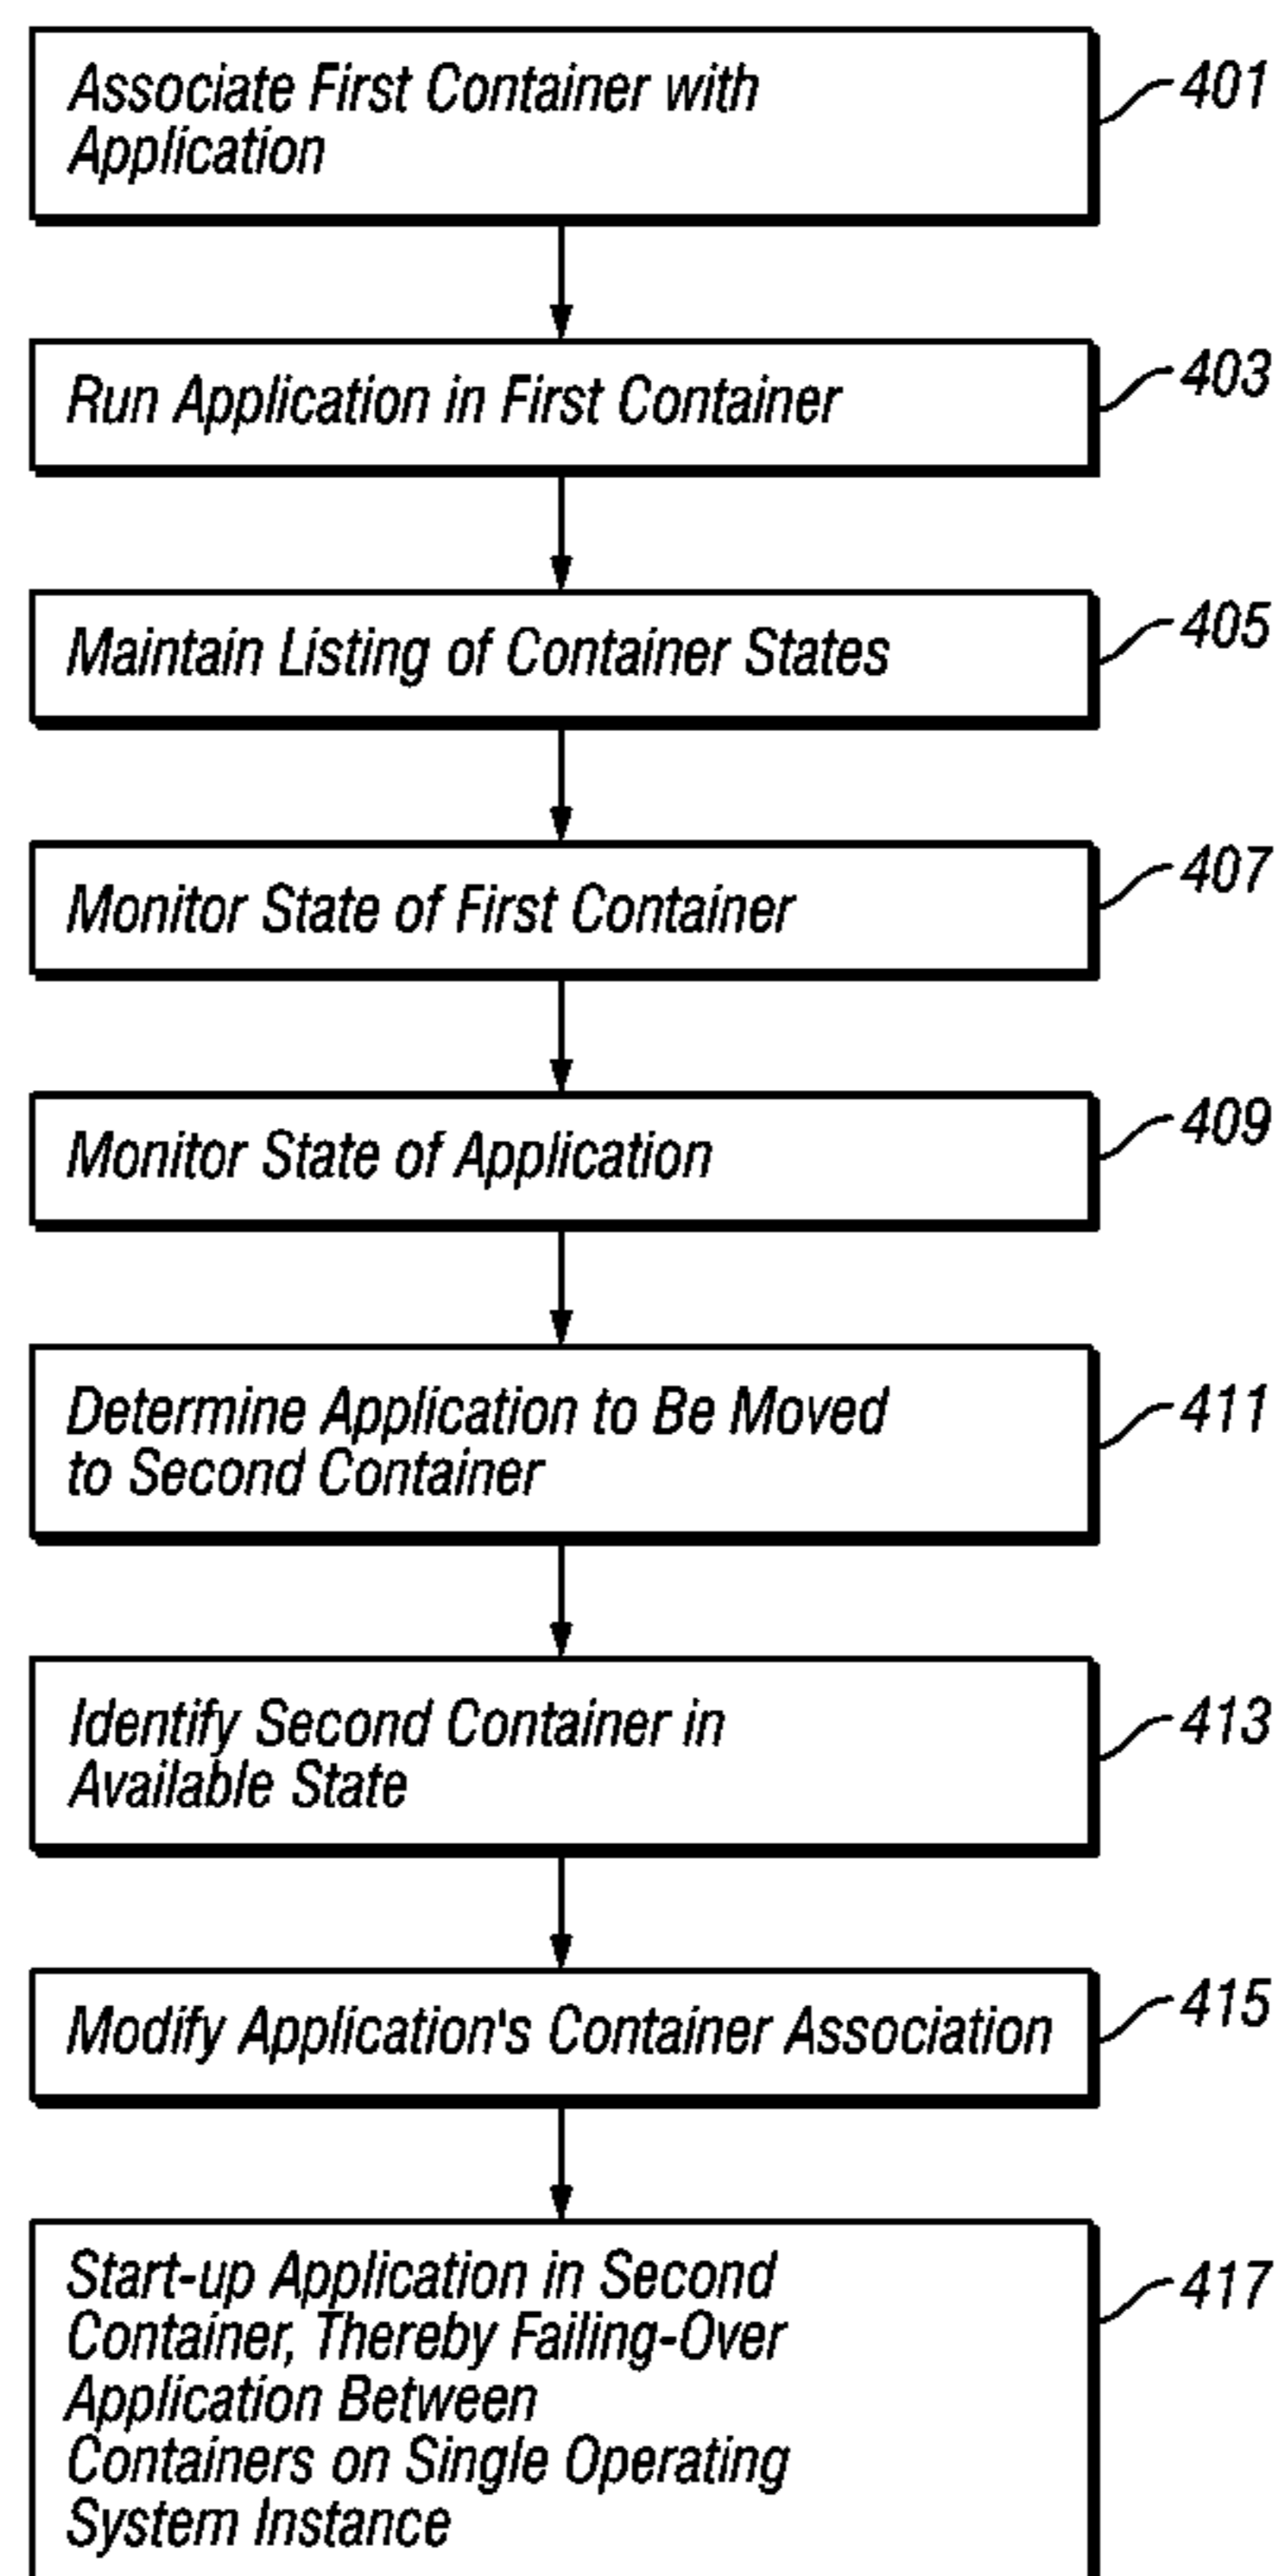 Associate First Container with
Application
401
Run Application in First Container
403
Maintain Listing of Container States
405
Monitor State of First Container
407
Monitor State of Application
409
Determine Application to Be Moved
to Second Container
411
Identify Second Container in
Available State
413
Modify Application's Container Association
415
Start-up Application in Second
Container, Thereby Failing-Over
Application Between
Containers on Single Operating
System Instance
417